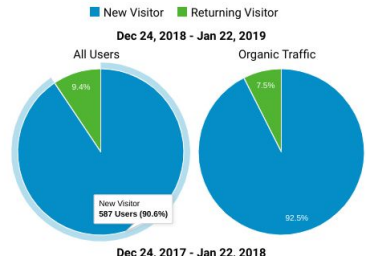 New Visitor Returning Visitor
Dec 24, 2018 - Jan 22, 2019
All Users Organic Traffic
9.4% 7.5%
New Visitor
587 Users (90.6%)
92.5%
Dec 24, 2017 - Jan 22, 2018